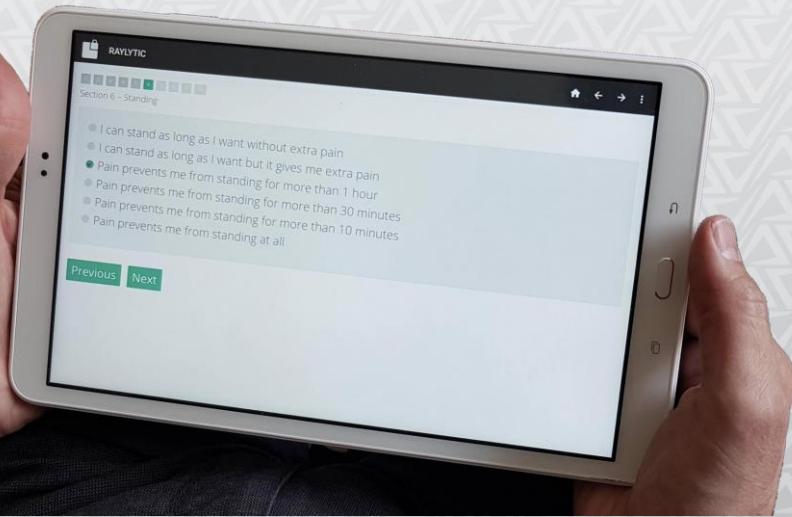 RAYLYTIC
Section 6 – Standing
I can stand as long as I want without extra pain
I can stand as long as I want but it gives me extra pain
Pain prevents me from standing for more than 1 hour
Pain prevents me from standing for more than 30 minutes
Pain prevents me from standing for more than 10 minutes
Pain prevents me from standing at all
Previous Next